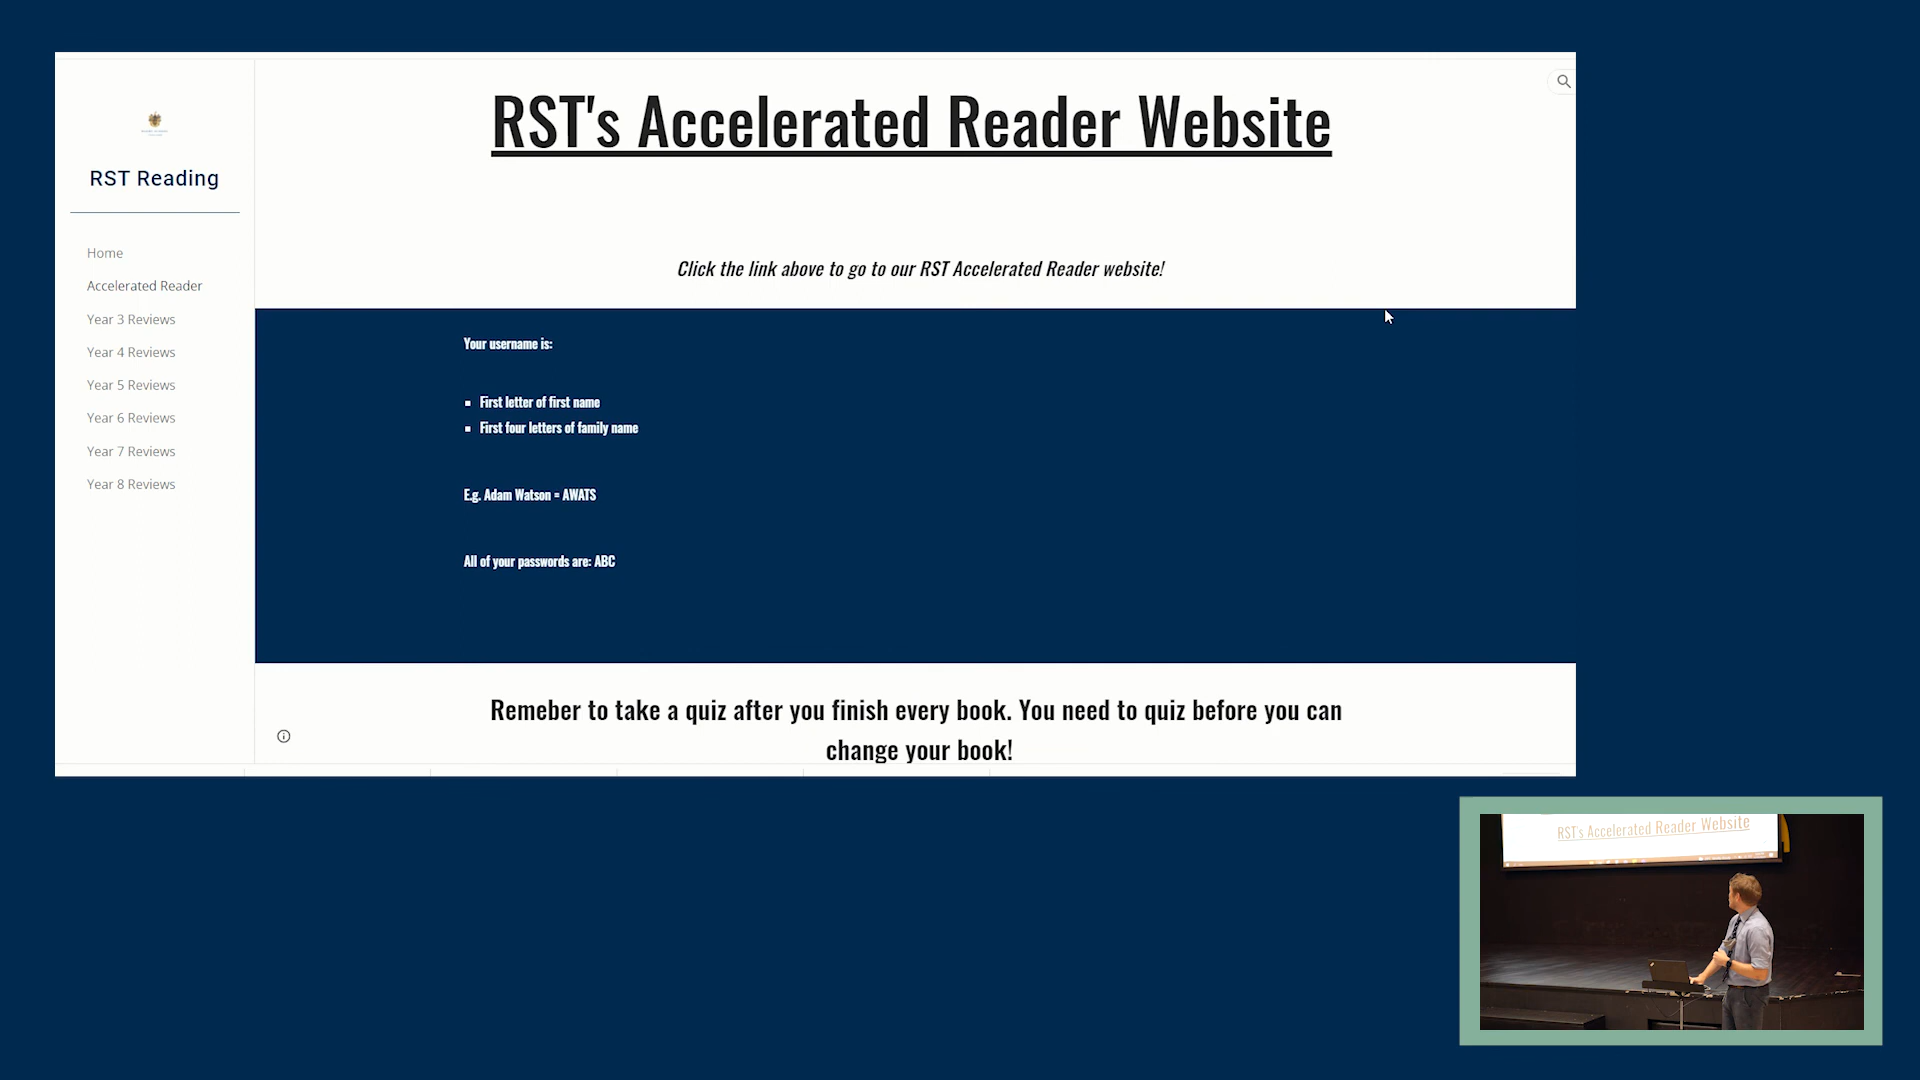 RST's Accelerated Reader Website
RST Reading
Click the link above to go to our RST Accelerated Reader website!
Home
Accelerated Reader
Year 3 Reviews
Year 4 Reviews
Year 5 Reviews
Year 6 Reviews
Year 7 Reviews
Year 8 Reviews
Your username is:
First letter of first name
First four letters of family name
E.g. Adam Watson = AWATS
All of your passwords are: ABC
Remeber to take a quiz after you finish every book. You need to quiz before you can
change your book!
RST's Accelerated Reader Website